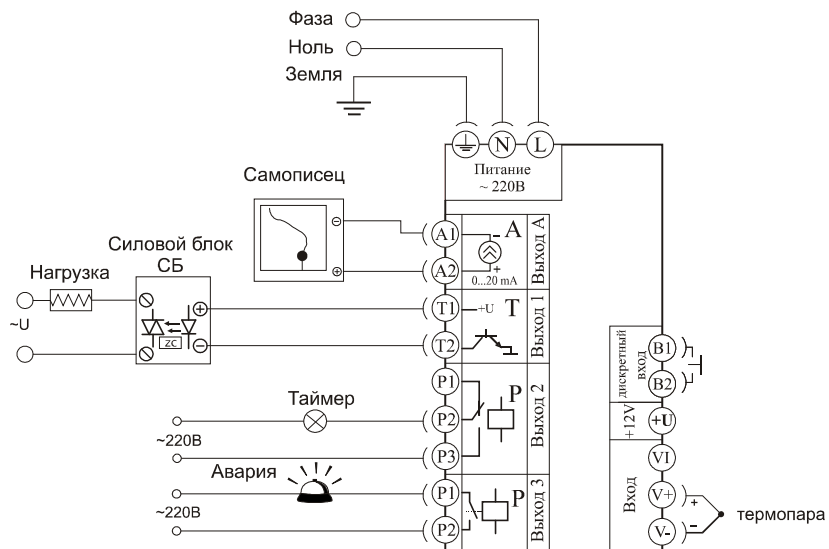 Фаза
Ноль
Земля
N
L
Питание
~ 220В
Самописец
A1
A2
-
+
A
0...20 mA
Выход А
Силовой блок
СБ
Нагрузка
~U
ZC
T1
T2
+U
T
Выход 1
P1
P2
P3
P
Выход 2
Таймер
~220В
Авария
~220В
P1
P2
P
Выход 3
дискретный
вход
B1
B2
+12V
+U
VI
V+
V-
Вход
+
-
термопара